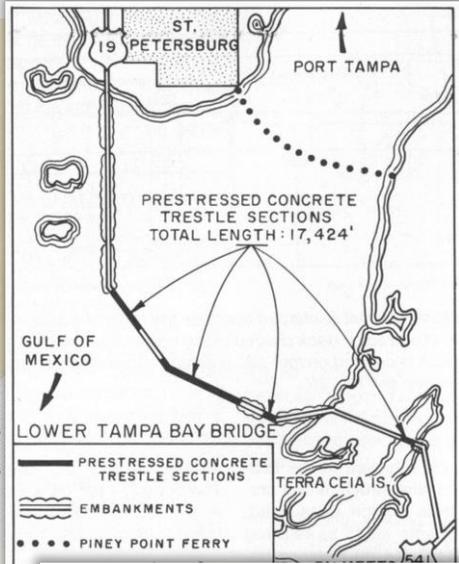 ST.
PETERSBURG
19
PORT TAMPA
PRESTRESSED CONCRETE
TRESTLE SECTIONS
TOTAL LENGTH: 17,424'
GULF OF
MEXICO
LOWER TAMPA BAY BRIDGE
PRESTRESSED CONCRETE
TRESTLE SECTIONS
TERRA CEIA IS.
EMBANKMENTS
PINEY POINT FERRY
541